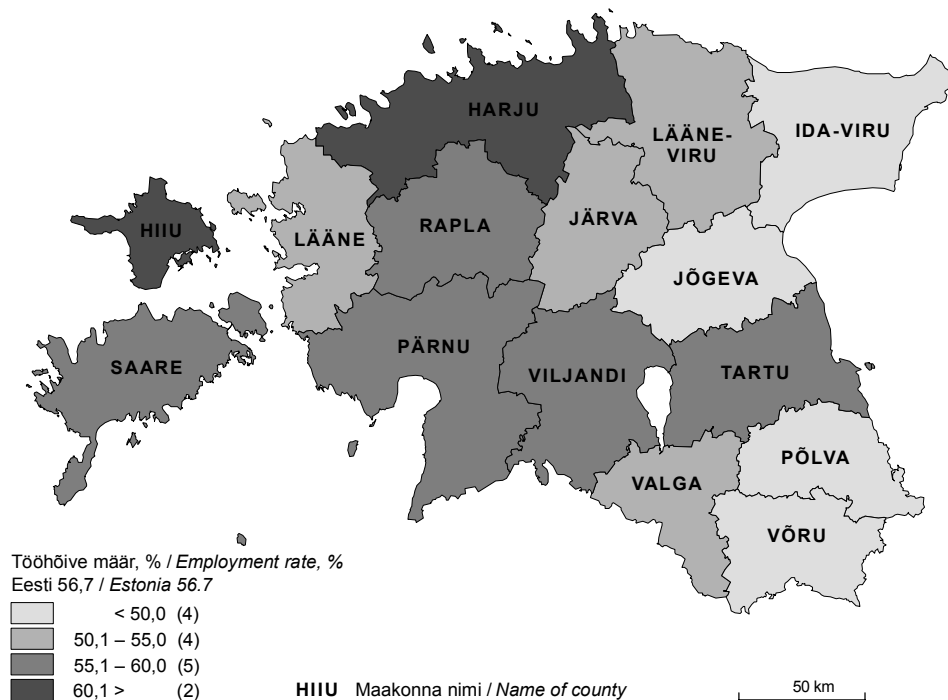 HARJU
LÄÄNE-
VIRU
IDA-VIRU
HIIU
LÄÄNE
RAPLA
JÄRVA
JÕGEVA
SAARE
PÄRNU
VILJANDI
TARTU
VALGA
PÕLVA
VÕRU
Tööhõive määr, % / Employment rate, %
Eesti 56,7 / Estonia 56.7
< 50,0 (4)
50,1 – 55,0 (4)
55,1 – 60,0 (5)
60,1 > (2)
HIIU Maakonna nimi / Name of county
50 km